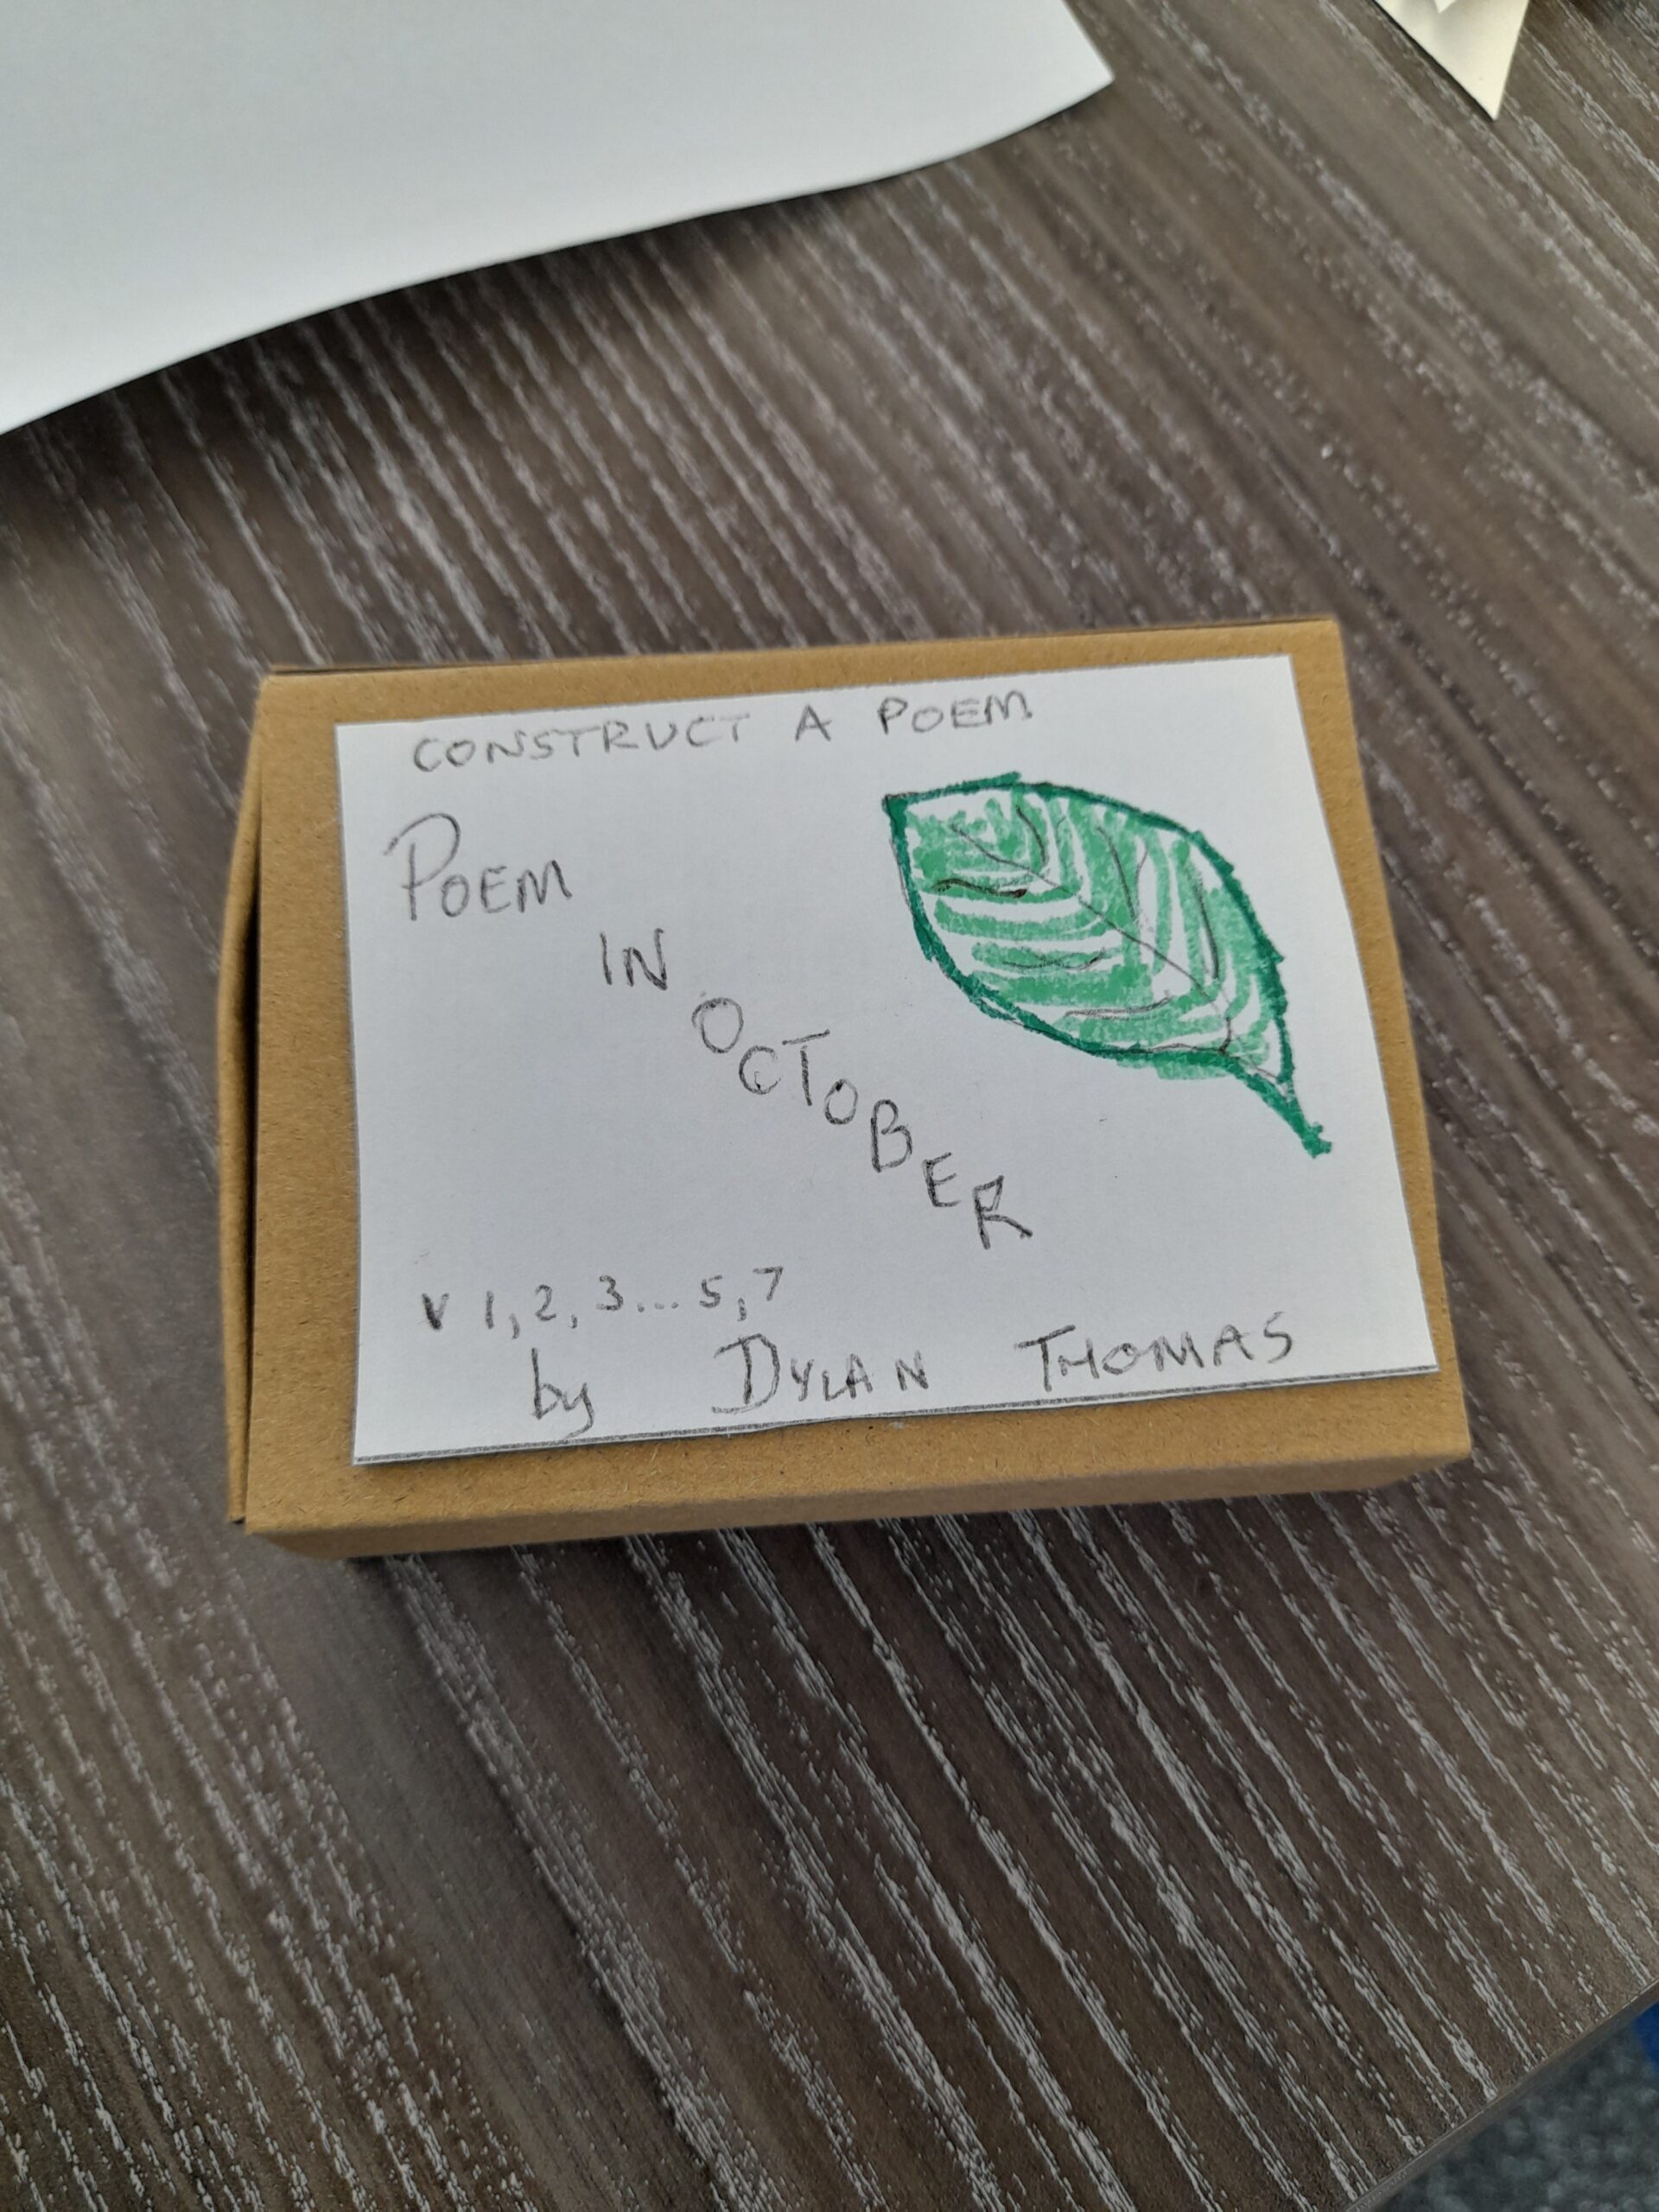 CONSTRUCT A POEM
POEM
IN
OCTOBER
V 1, 2, 3... 5, 7
by DYLAN THOMAS